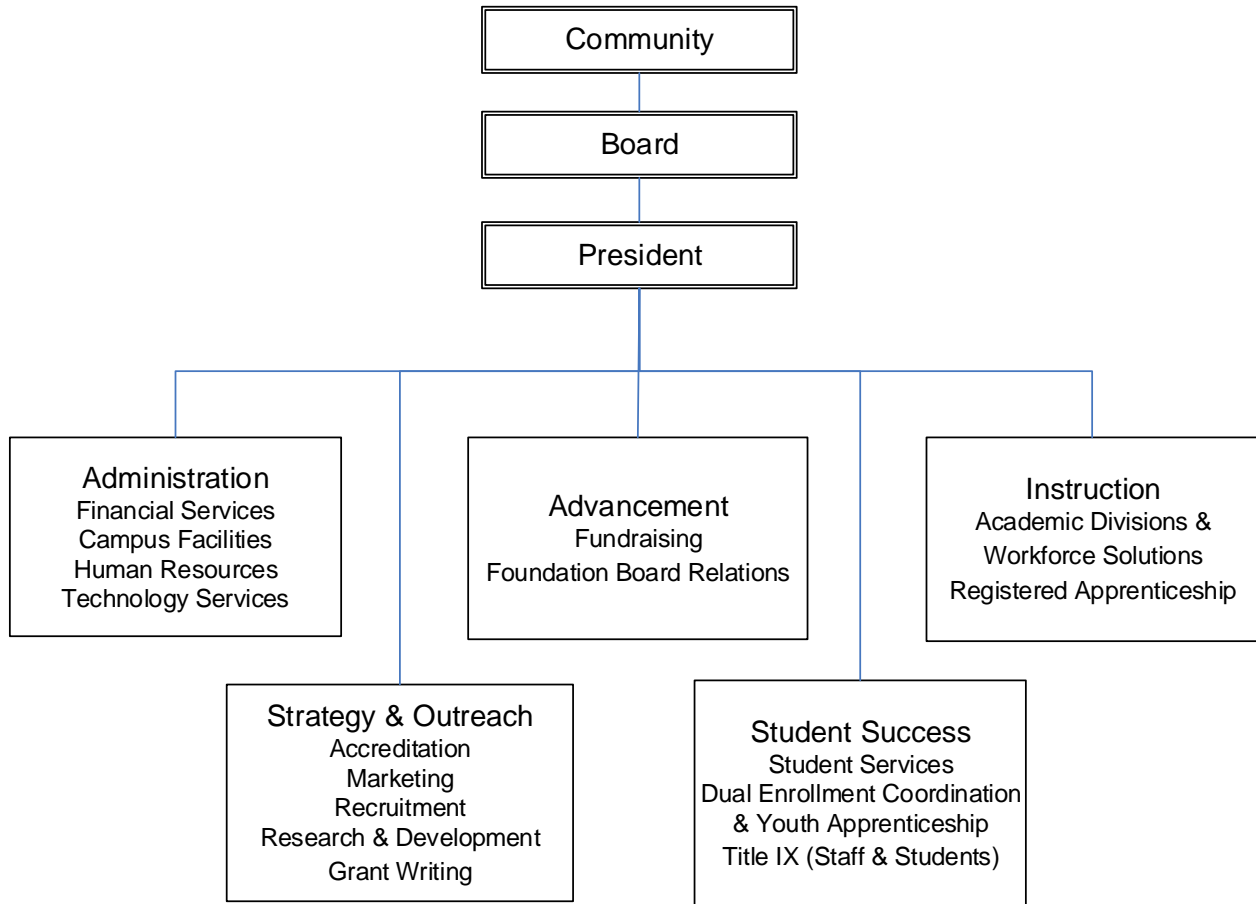 Community
Board
President
Administration
Financial Services
Campus Facilities
Human Resources
Technology Services
Advancement
Fundraising
Foundation Board Relations
Instruction
Academic Divisions &
Workforce Solutions
Registered Apprenticeship
Strategy & Outreach
Accreditation
Marketing
Recruitment
Research & Development
Grant Writing
Student Success
Student Services
Dual Enrollment Coordination
& Youth Apprenticeship
Title IX (Staff & Students)